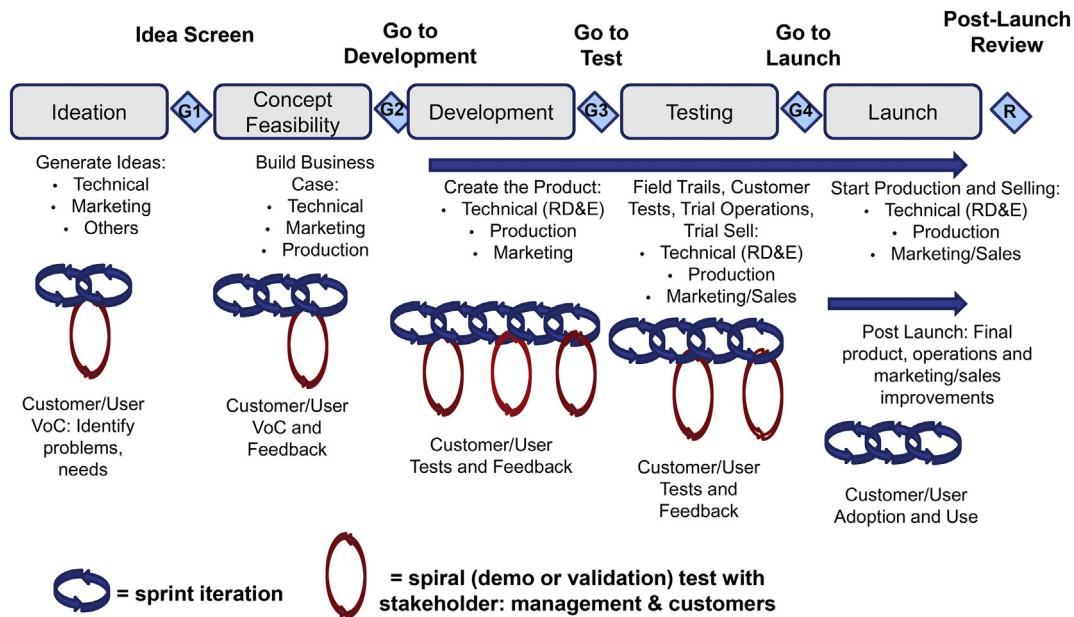 Idea Screen
Go to
Development
Go to
Test
Go to
Launch
Post-Launch
Review
Ideation
G1
Concept
Feasibility
G2
Development
G3
Testing
G4
Launch
R
Generate Ideas:
• Technical
• Marketing
• Others
Build Business
Case:
• Technical
• Marketing
• Production
Create the Product:
• Technical (RD&E)
• Production
• Marketing
Field Trails, Customer
Tests, Trial Operations,
Trial Sell:
• Technical (RD&E)
• Production
• Marketing/Sales
Start Production and Selling:
• Technical (RD&E)
• Production
• Marketing/Sales
Post Launch: Final
product, operations and
marketing/sales
improvements
Customer/User
VoC: Identify
problems,
needs
Customer/User
VoC and
Feedback
Customer/User
Tests and Feedback
Customer/User
Tests and
Feedback
Customer/User
Adoption and Use
= sprint iteration
= spiral (demo or validation) test with
stakeholder: management & customers